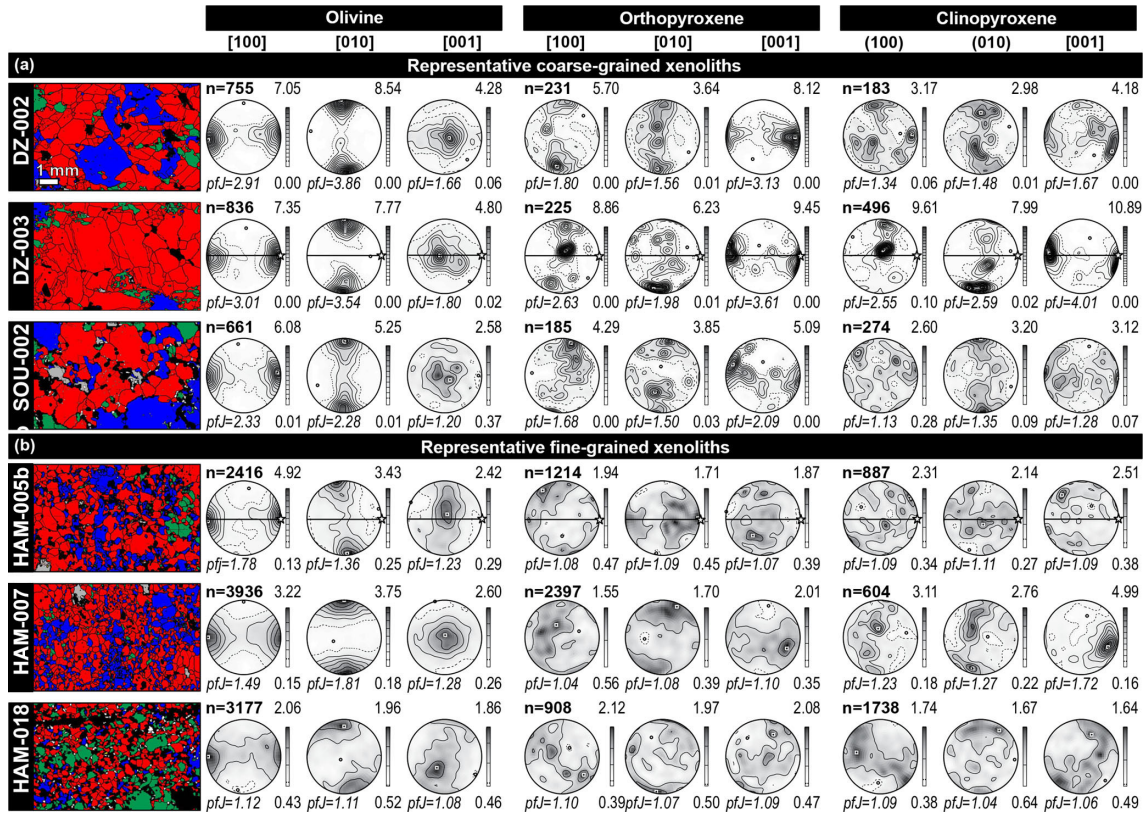 Olivine Orthopyroxene Clinopyroxene
[100] [010] [001] [100] [010] [001] (100) (010) [001]
(a) Representative coarse-grained xenoliths
DZ-002
1 mm
n=755 7.05 8.54 4.28 n=231 5.70 3.64 8.12 n=183 3.17 2.98 4.18
pfJ=2.91 0.00 pfJ=3.86 0.00 pfJ=1.66 0.06 pfJ=1.80 0.00 pfJ=1.56 0.01 pfJ=3.13 0.00 pfJ=1.34 0.06 pfJ=1.48 0.01 pfJ=1.67 0.00
DZ-003
n=836 7.35 7.77 4.80 n=225 8.86 6.23 9.45 n=496 9.61 7.99 10.89
pfJ=3.01 0.00 pfJ=3.54 0.00 pfJ=1.80 0.02 pfJ=2.63 0.00 pfJ=1.98 0.01 pfJ=3.61 0.00 pfJ=2.55 0.10 pfJ=2.59 0.02 pfJ=4.01 0.00
SOU-002
n=661 6.08 5.25 2.58 n=185 4.29 3.85 5.09 n=274 2.60 3.20 3.12
pfJ=2.33 0.01 pfJ=2.28 0.01 pfJ=1.20 0.37 pfJ=1.68 0.00 pfJ=1.50 0.03 pfJ=2.09 0.00 pfJ=1.13 0.28 pfJ=1.35 0.09 pfJ=1.28 0.07
(b) Representative fine-grained xenoliths
HAM-005b
n=2416 4.92 3.43 2.42 n=1214 1.94 1.71 1.87 n=887 2.31 2.14 2.51
pfj=1.78 0.13 pfJ=1.36 0.25 pfJ=1.23 0.29 pfJ=1.08 0.47 pfJ=1.09 0.45 pfJ=1.07 0.39 pfJ=1.09 0.34 pfJ=1.11 0.27 pfJ=1.09 0.38
HAM-007
n=3936 3.22 3.75 2.60 n=2397 1.55 1.70 2.01 n=604 3.11 2.76 4.99
pfJ=1.49 0.15 pfJ=1.81 0.18 pfJ=1.28 0.26 pfJ=1.04 0.56 pfJ=1.08 0.39 pfJ=1.10 0.35 pfJ=1.23 0.18 pfJ=1.27 0.22 pfJ=1.72 0.16
HAM-018
n=3177 2.06 1.96 1.86 n=908 2.12 1.97 2.08 n=1738 1.74 1.67 1.64
pfJ=1.12 0.43 pfJ=1.11 0.52 pfJ=1.08 0.46 pfJ=1.10 0.39 pfJ=1.07 0.50 pfJ=1.09 0.47 pfJ=1.09 0.38 pfJ=1.04 0.64 pfJ=1.06 0.49